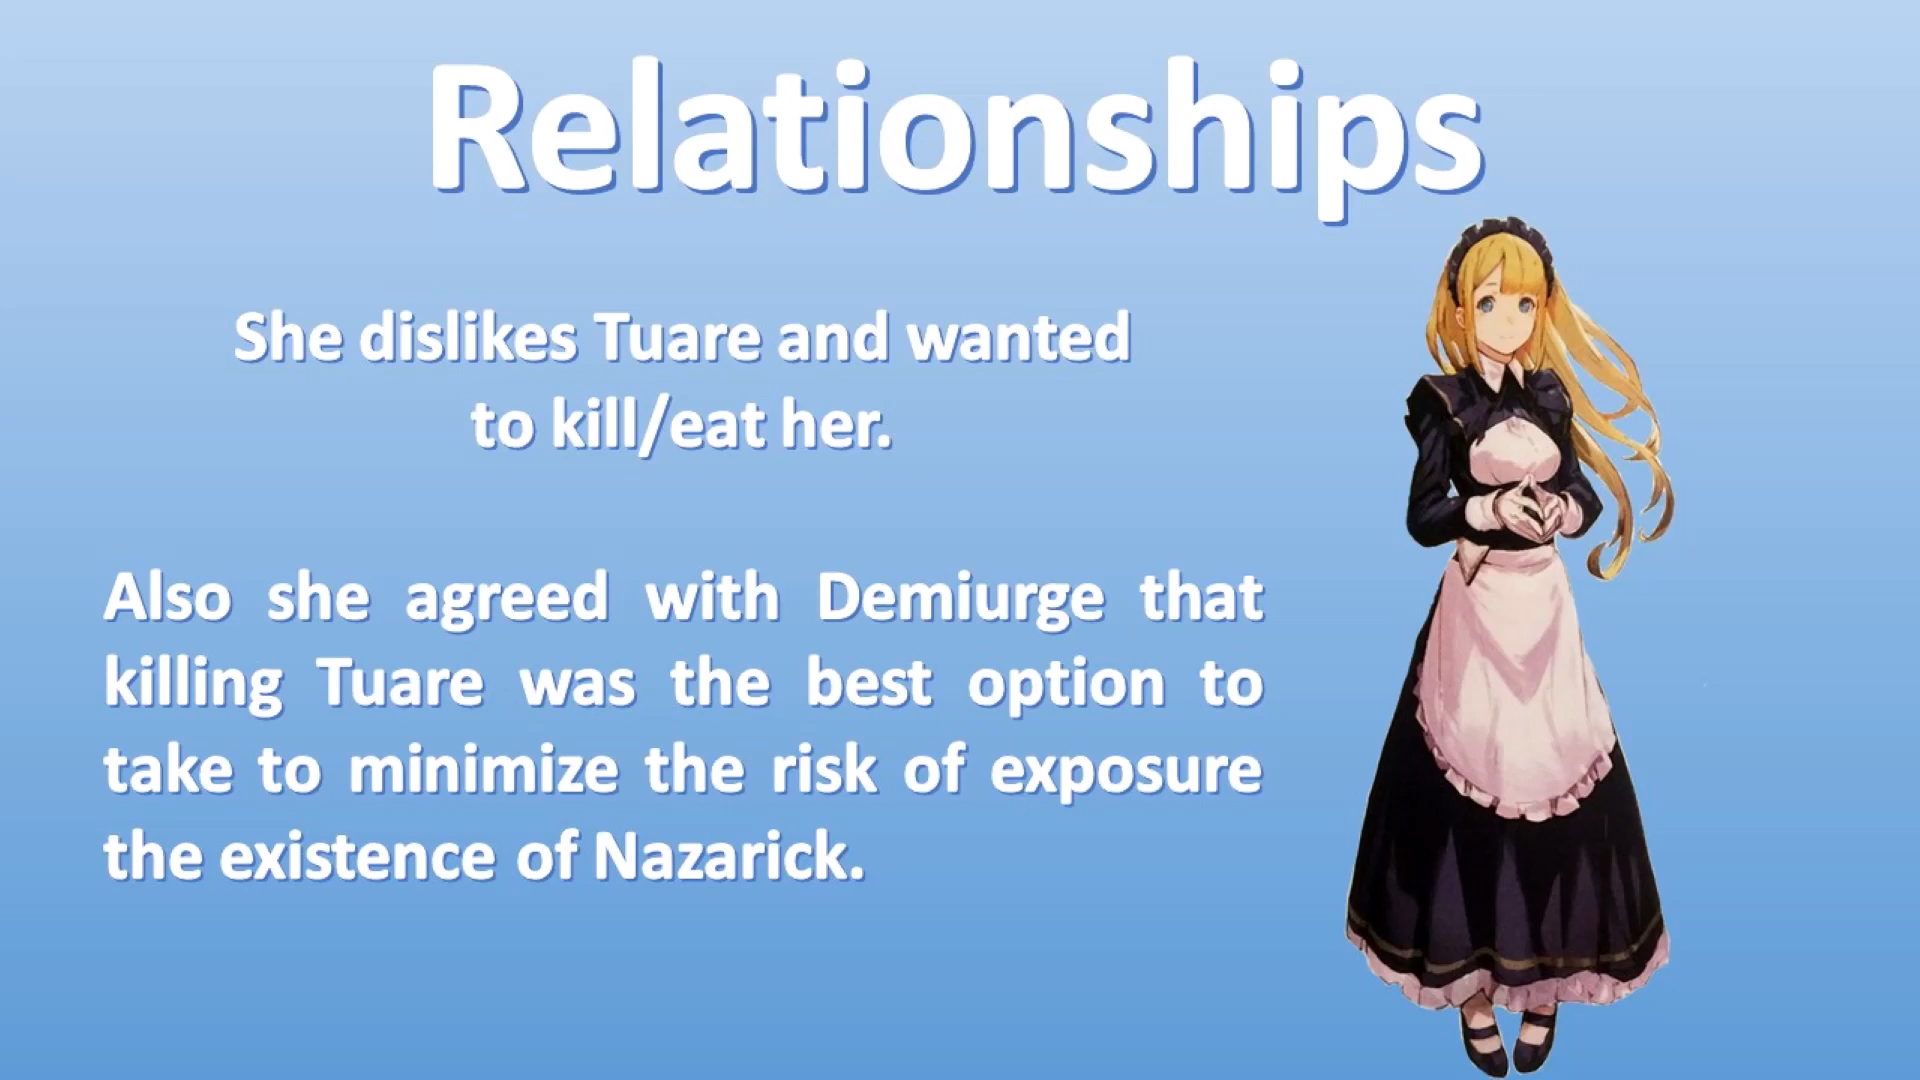 Relationships
She dislikes Tuare and wanted
to kill/eat her.
Also she agreed with Demiurge that
killing Tuare was the best option to
take to minimize the risk of exposure
the existence of Nazarick.